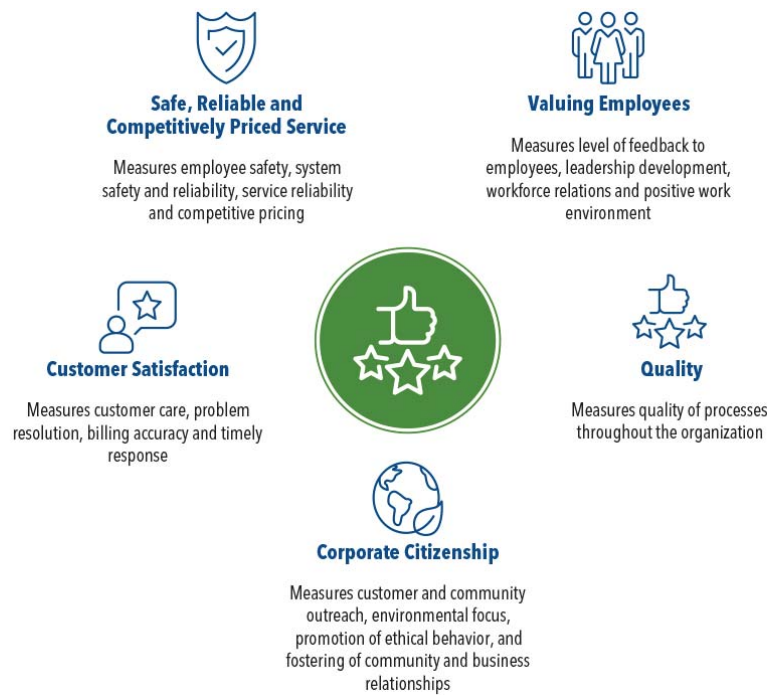 Safe, Reliable and
Competitively Priced Service
Measures employee safety, system
safety and reliability, service reliability
and competitive pricing
Valuing Employees
Measures level of feedback to
employees, leadership development,
workforce relations and positive work
environment
Customer Satisfaction
Measures customer care, problem
resolution, billing accuracy and timely
response
Quality
Measures quality of processes
throughout the organization
Corporate Citizenship
Measures customer and community
outreach, environmental focus,
promotion of ethical behavior, and
fostering of community and business
relationships